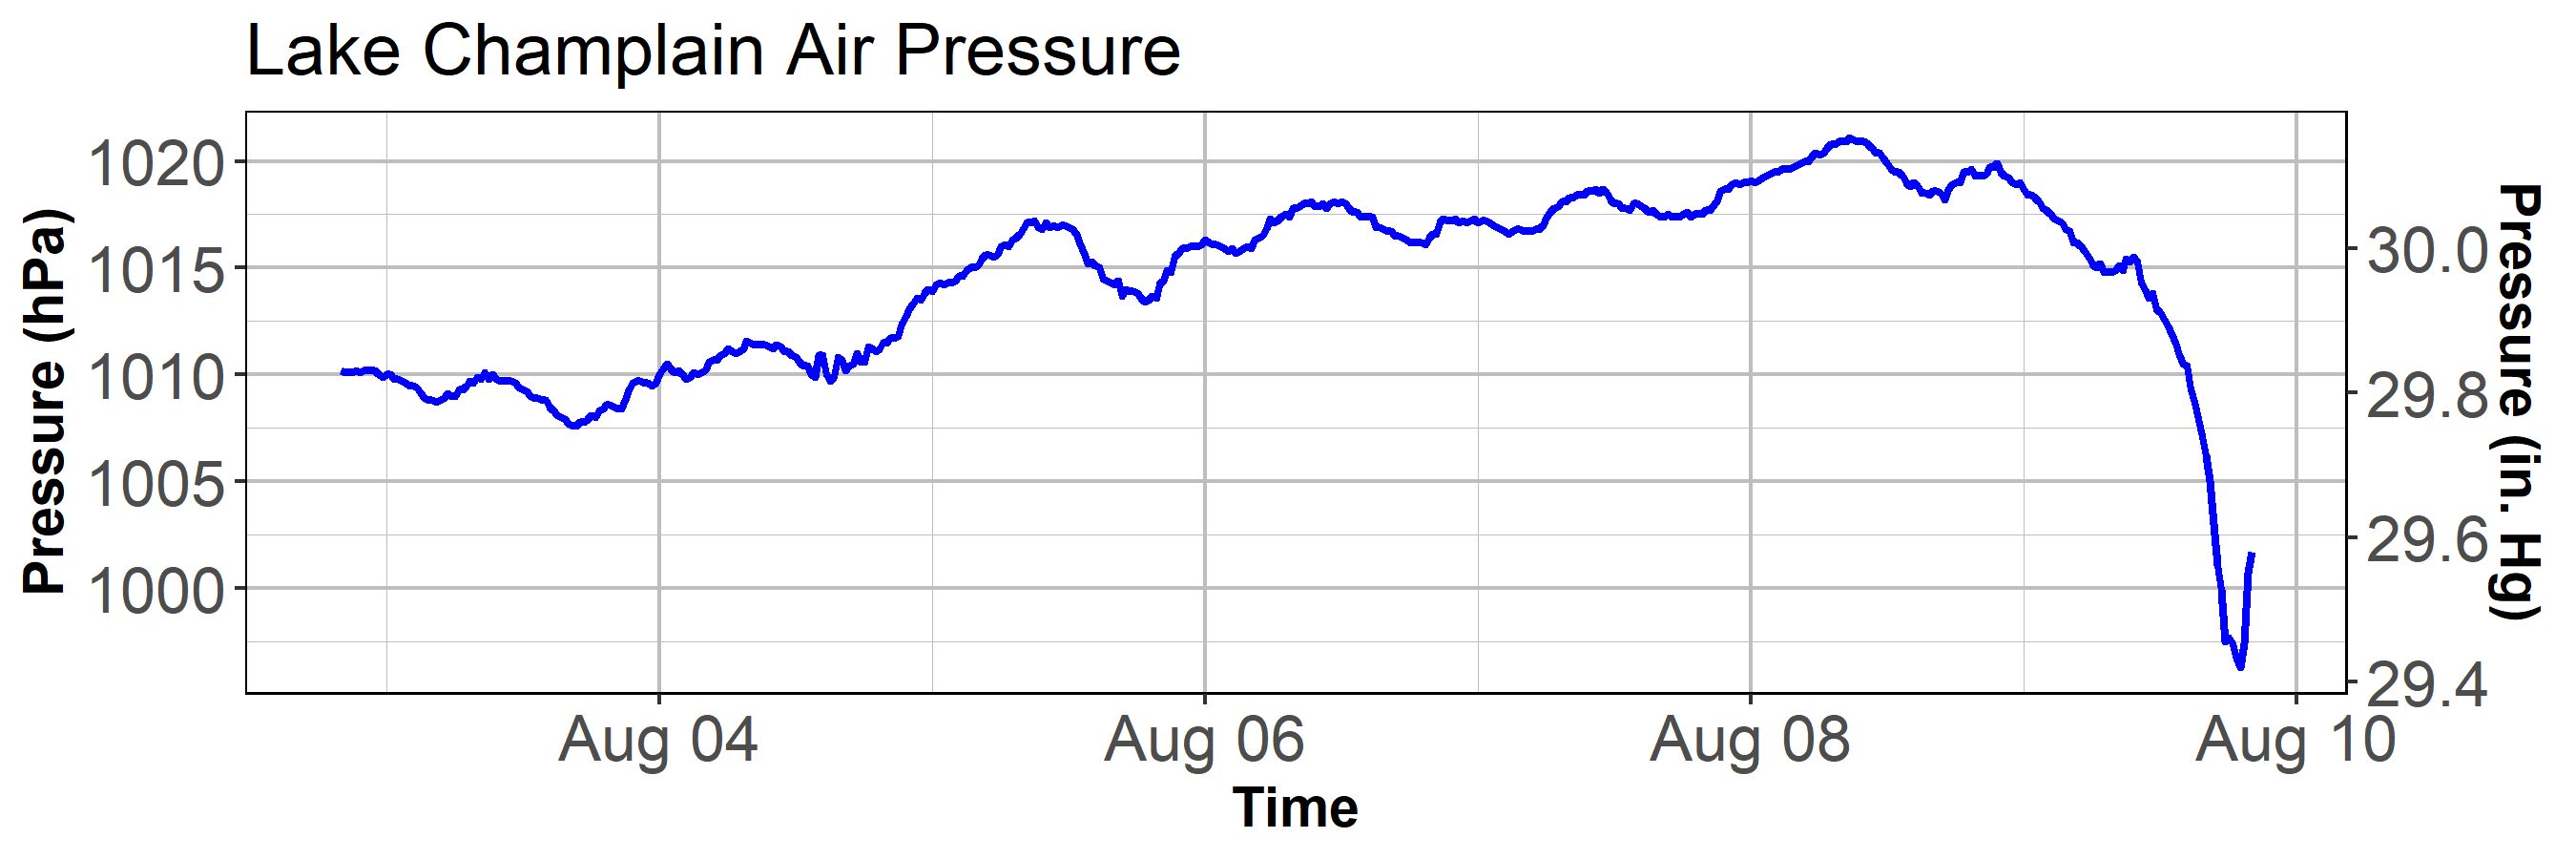 Lake Champlain Air Pressure
Pressure (hPa)
1020
1015
1010
1005
1000
30.0
29.8
29.6
29.4
Pressure (in. Hg)
Aug 04 Aug 06 Aug 08 Aug 10
Time